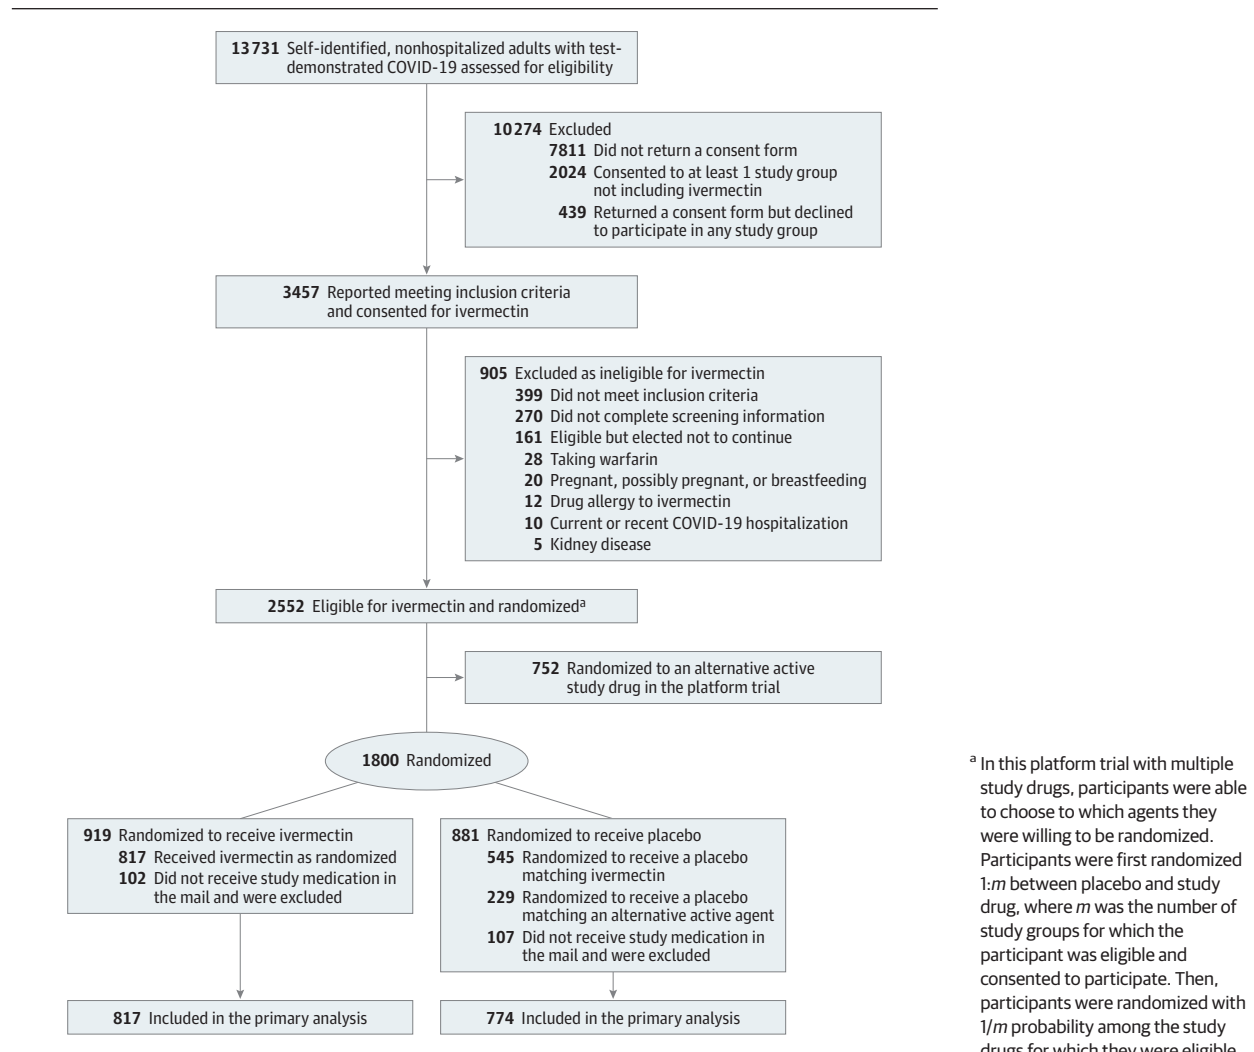 13 731 Self-identified, nonhospitalized adults with test-
demonstrated COVID-19 assessed for eligibility
10 274 Excluded
7811 Did not return a consent form
2024 Consented to at least 1 study group
not including ivermectin
439 Returned a consent form but declined
to participate in any study group
3457 Reported meeting inclusion criteria
and consented for ivermectin
905 Excluded as ineligible for ivermectin
399 Did not meet inclusion criteria
270 Did not complete screening information
161 Eligible but elected not to continue
28 Taking warfarin
20 Pregnant, possibly pregnant, or breastfeeding
12 Drug allergy to ivermectin
10 Current or recent COVID-19 hospitalization
5 Kidney disease
2552 Eligible for ivermectin and randomizedᵃ
752 Randomized to an alternative active
study drug in the platform trial
1800 Randomized
919 Randomized to receive ivermectin
817 Received ivermectin as randomized
102 Did not receive study medication in
the mail and were excluded
881 Randomized to receive placebo
545 Randomized to receive a placebo
matching ivermectin
229 Randomized to receive a placebo
matching an alternative active agent
107 Did not receive study medication in
the mail and were excluded
817 Included in the primary analysis
774 Included in the primary analysis
ᵃ In this platform trial with multiple
study drugs, participants were able
to choose to which agents they
were willing to be randomized.
Participants were first randomized
1:m between placebo and study
drug, where m was the number of
study groups for which the
participant was eligible and
consented to participate. Then,
participants were randomized with
1/m probability among the study
drugs for which they were eligible